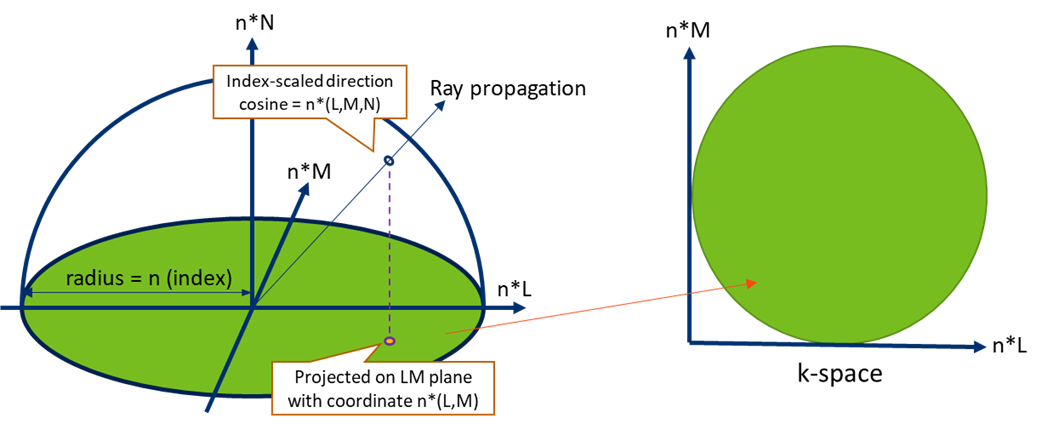 n*N
Index-scaled direction
cosine = n*(L,M,N)
Ray propagation
n*M
radius = n (index)
n*L
Projected on LM plane
with coordinate n*(L,M)
n*M
n*L
k-space